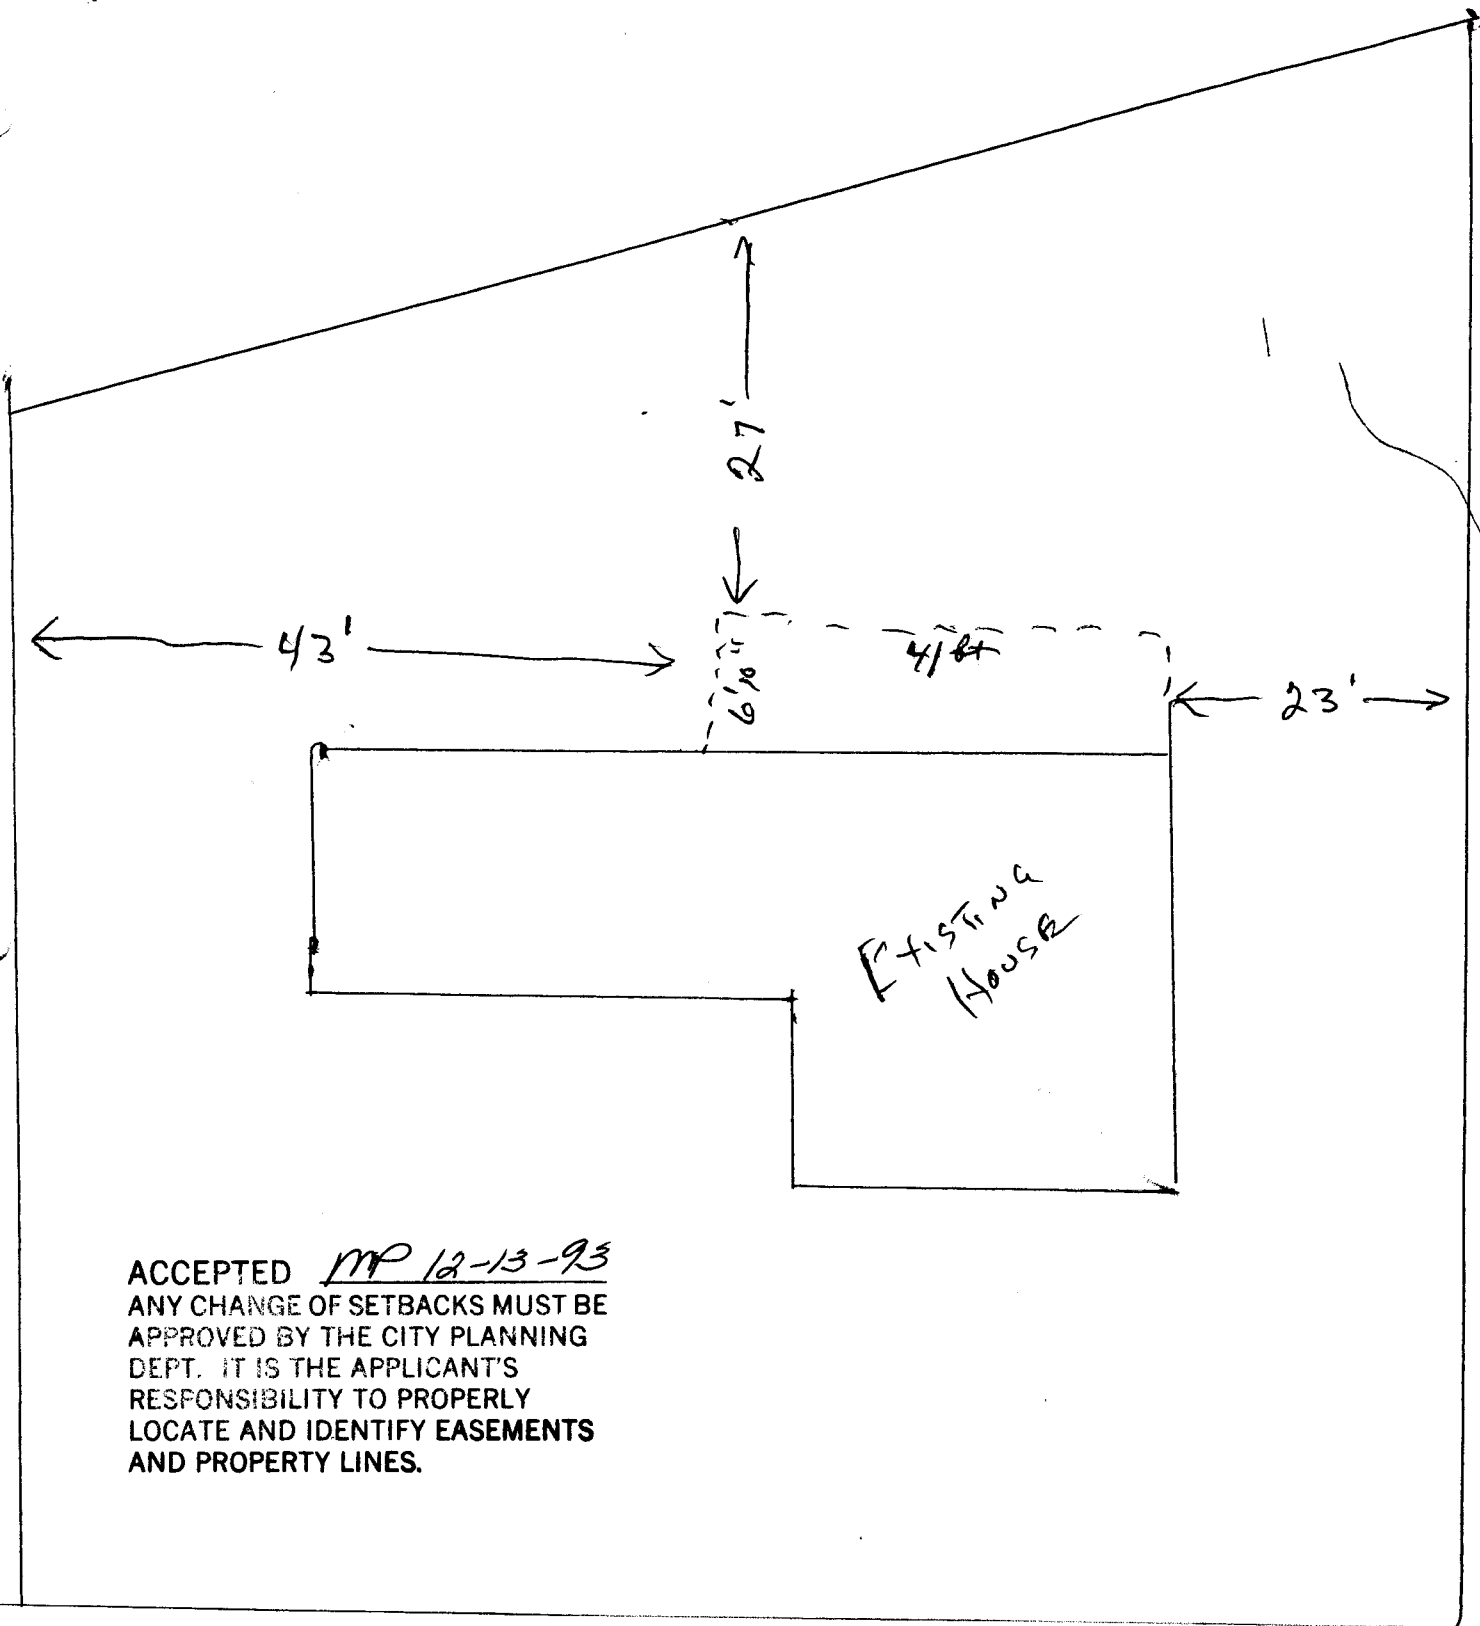 27'
43'
41 ft
6'10"
23'
Existing
House
ACCEPTED MP 12-13-93
ANY CHANGE OF SETBACKS MUST BE
APPROVED BY THE CITY PLANNING
DEPT. IT IS THE APPLICANT'S
RESPONSIBILITY TO PROPERLY
LOCATE AND IDENTIFY EASEMENTS
AND PROPERTY LINES.